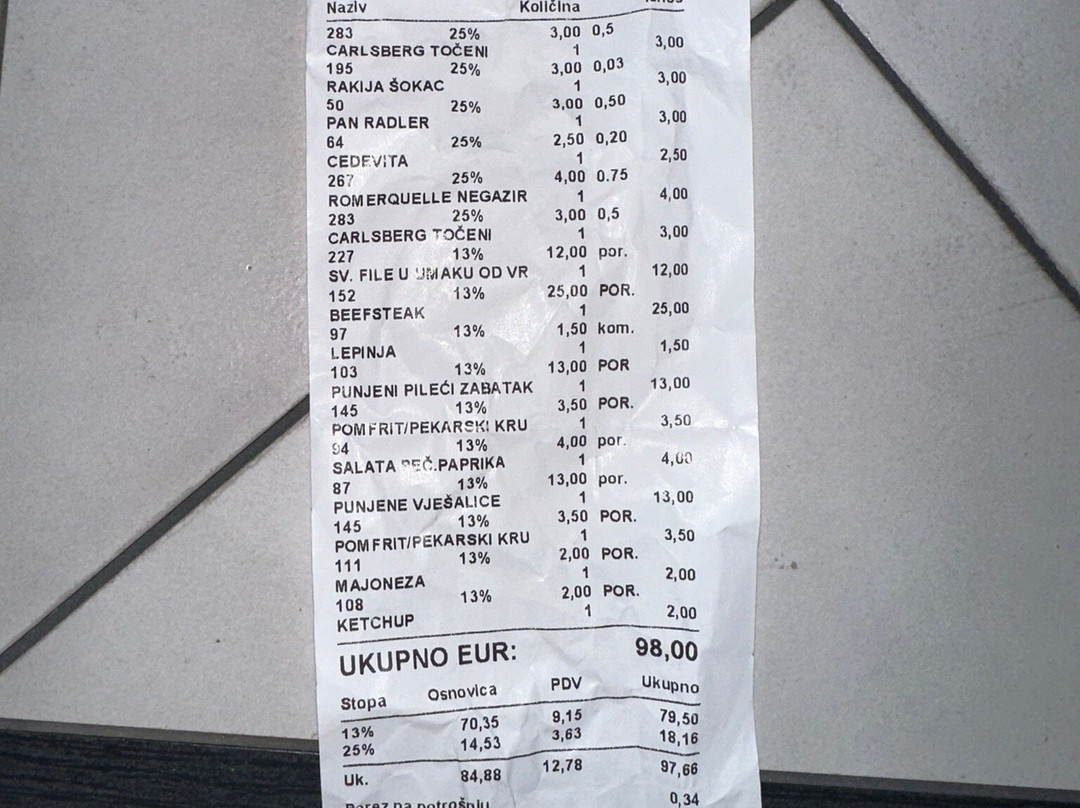 Naziv Količina Iznos
283 25% 3,00 0,5
CARLSBERG TOČENI 1 3,00
195 25% 3,00 0,03
RAKIJA ŠOKAC 1 3,00
50 25% 3,00 0,50
PAN RADLER 1 3,00
64 25% 2,50 0,20
CEDEVITA 1 2,50
267 25% 4,00 0.75
ROMERQUELLE NEGAZIR 1 4,00
283 25% 3,00 0,5
CARLSBERG TOČENI 1 3,00
227 13% 12,00 por.
SV. FILE U UMAKU OD VR 1 12,00
152 13% 25,00 POR.
BEEFSTEAK 1 25,00
97 13% 1,50 kom.
LEPINJA 1 1,50
103 13% 13,00 POR
PUNJENI PILEĆI ZABATAK 1 13,00
145 13% 3,50 POR.
POMFRIT/PEKARSKI KRU 1 3,50
94 13% 4,00 por.
SALATA PEČ.PAPRIKA 1 4,00
87 13% 13,00 por.
PUNJENE VJEŠALICE 1 13,00
145 13% 3,50 POR.
POMFRIT/PEKARSKI KRU 1 3,50
111 13% 2,00 POR.
MAJONEZA 1 2,00
108 13% 2,00 POR.
KETCHUP 1 2,00
UKUPNO EUR: 98,00
Stopa Osnovica PDV Ukupno
13% 70,35 9,15 79,50
25% 14,53 3,63 18,16
Uk. 84,88 12,78 97,66
Porez na potrošnju 0,34